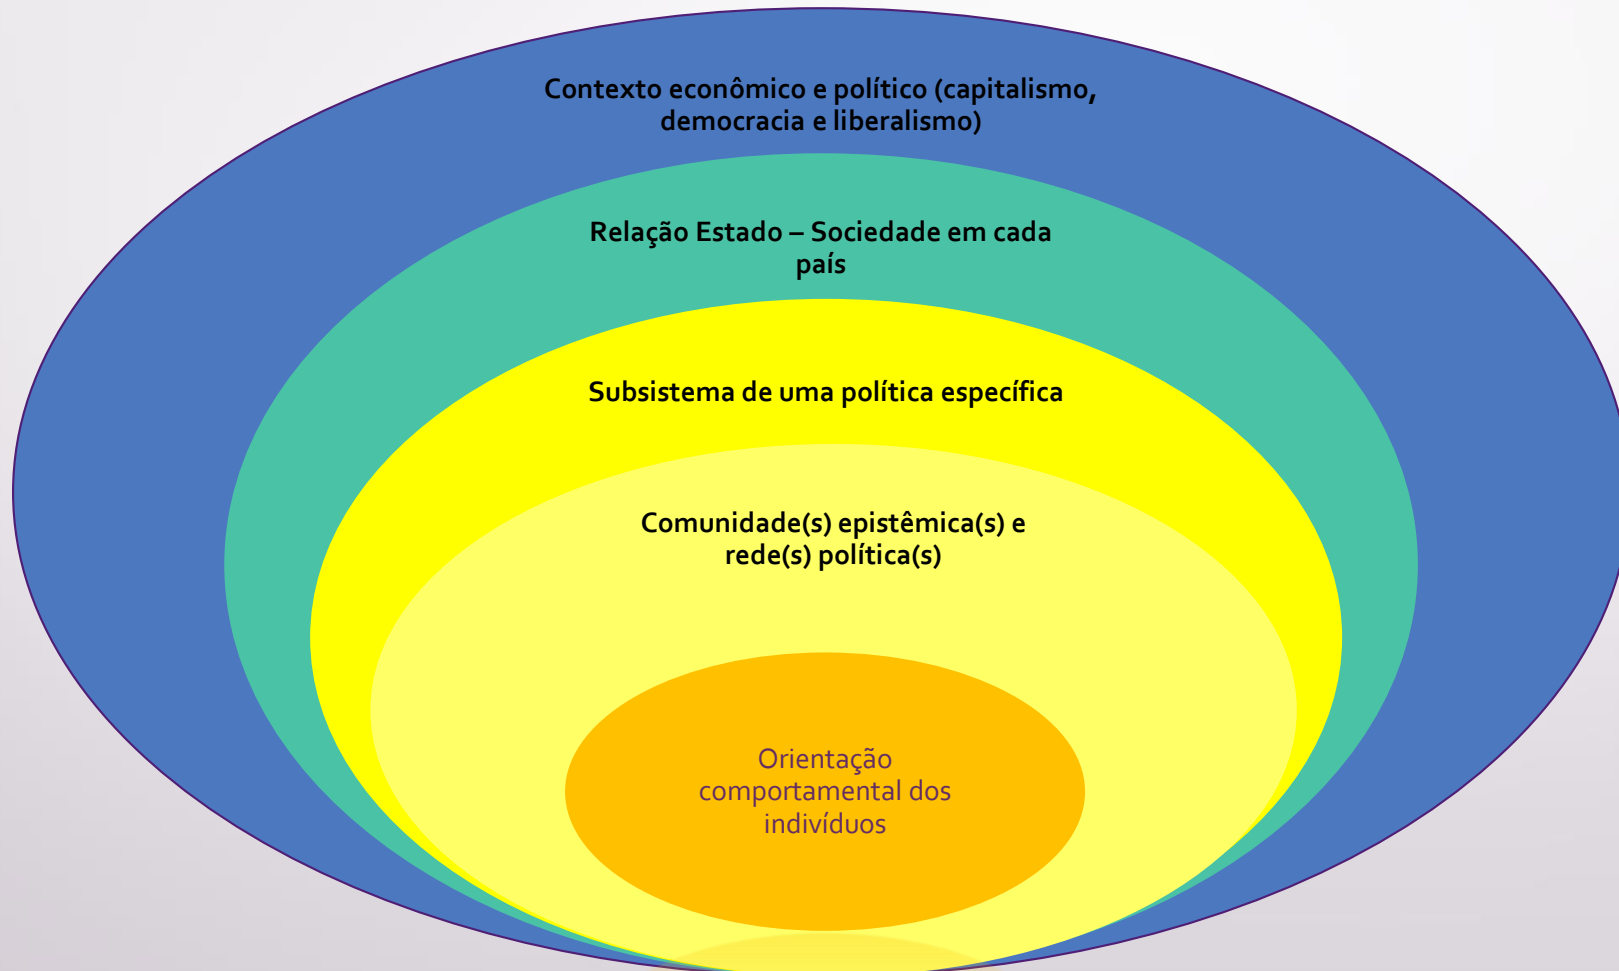 Contexto econômico e político (capitalismo,
democracia e liberalismo)
Relação Estado – Sociedade em cada
país
Subsistema de uma política específica
Comunidade(s) epistêmica(s) e
rede(s) política(s)
Orientação
comportamental dos
indivíduos